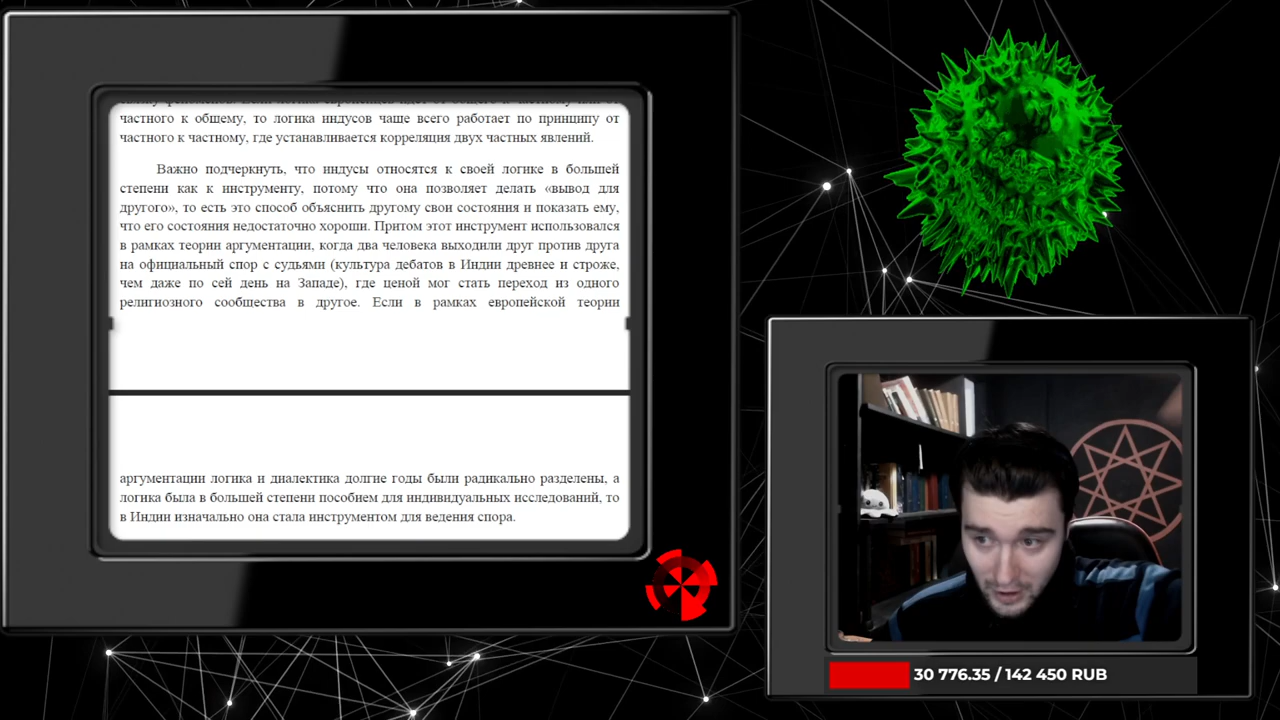 частного к общему, то логика индусов чаще всего работает по принципу от
частного к частному, где устанавливается корреляция двух частных явлений.
Важно подчеркнуть, что индусы относятся к своей логике в большей
степени как к инструменту, потому что она позволяет делать «вывод для
другого», то есть это способ объяснить другому свои состояния и показать ему,
что его состояния недостаточно хороши. Притом этот инструмент использовался
в рамках теории аргументации, когда два человека выходили друг против друга
на официальный спор с судьями (культура дебатов в Индии древнее и строже,
чем даже по сей день на Западе), где ценой мог стать переход из одного
религиозного сообщества в другое. Если в рамках европейской теории
аргументации логика и диалектика долгие годы были радикально разделены, а
логика была в большей степени пособием для индивидуальных исследований, то
в Индии изначально она стала инструментом для ведения спора.
30 776.35 / 142 450 RUB